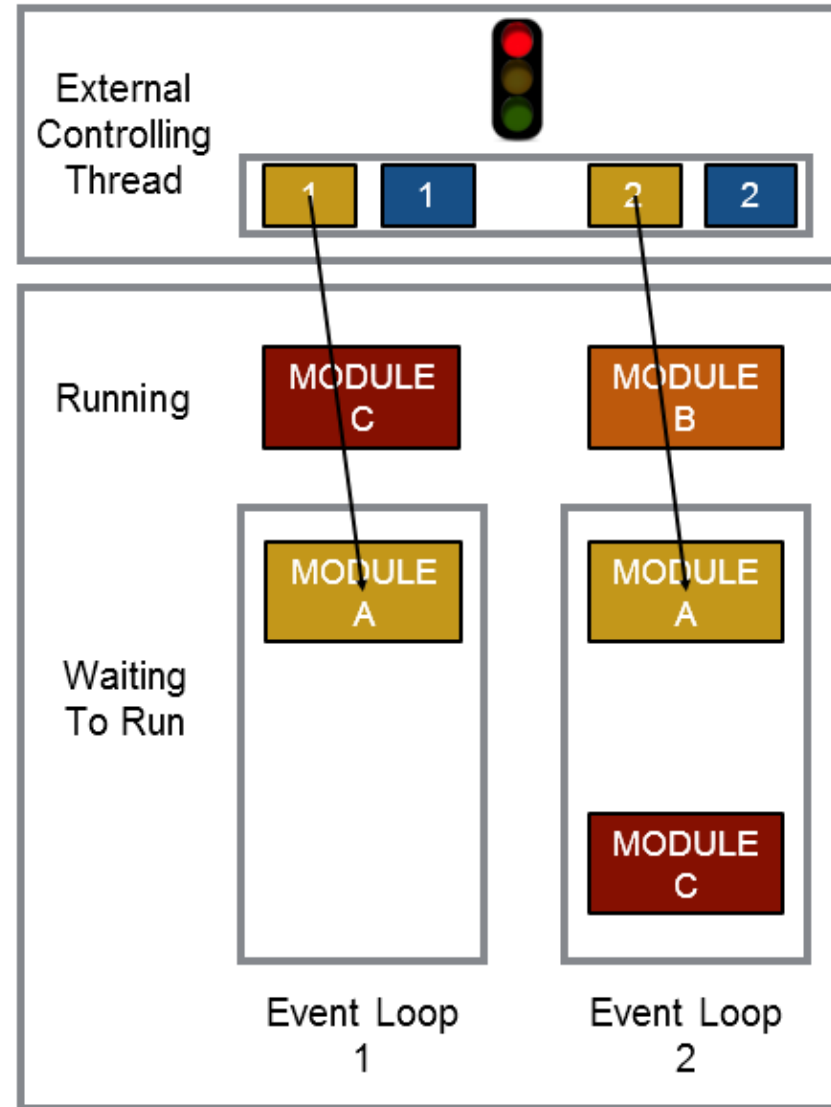 External
Controlling
Thread
1 1 2 2
Running
MODULE
C
MODULE
B
Waiting
To Run
MODULE
A
MODULE
A
MODULE
C
Event Loop
1
Event Loop
2